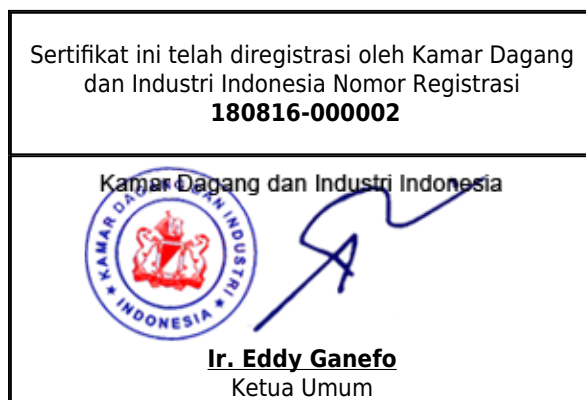 Sertifikat ini telah diregistrasi oleh Kamar Dagang
dan Industri Indonesia Nomor Registrasi
180816-000002
Kamar Dagang dan Industri Indonesia
KAMAR DAGANG DAN INDUSTRI
INDONESIA
Ir. Eddy Ganefo
Ketua Umum